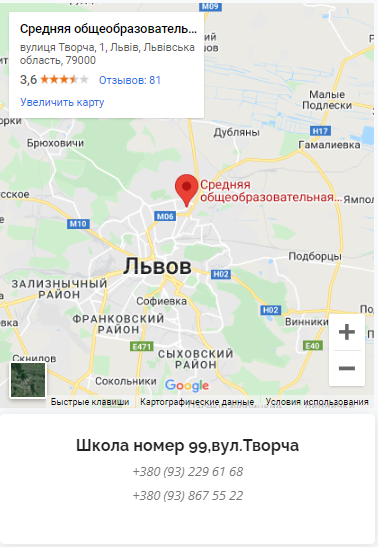 Средняя общеобразователь...
вулиця Творча, 1, Львів, Львівська
область, 79000
3,6 Отзывов: 81
Увеличить карту
Малые
Подлески
Дубляны
H17
Гамалиевка
Брюховичи
Средняя
общеобразовательная...
Ямпол
M06
M10
Львов
H02
Подборцы
ЗАЛИЗНЫЧНЫЙ
РАЙОН
Софиевка
H02
ФРАНКОВСКИЙ
РАЙОН
Винники
E471
E40
СЫХОВСКИЙ
РАЙОН
Скнилов
Сокольники
Google
Быстрые клавиши Картографические данные Условия использования
Школа номер 99,вул.Творча
+380 (93) 229 61 68
+380 (93) 867 55 22